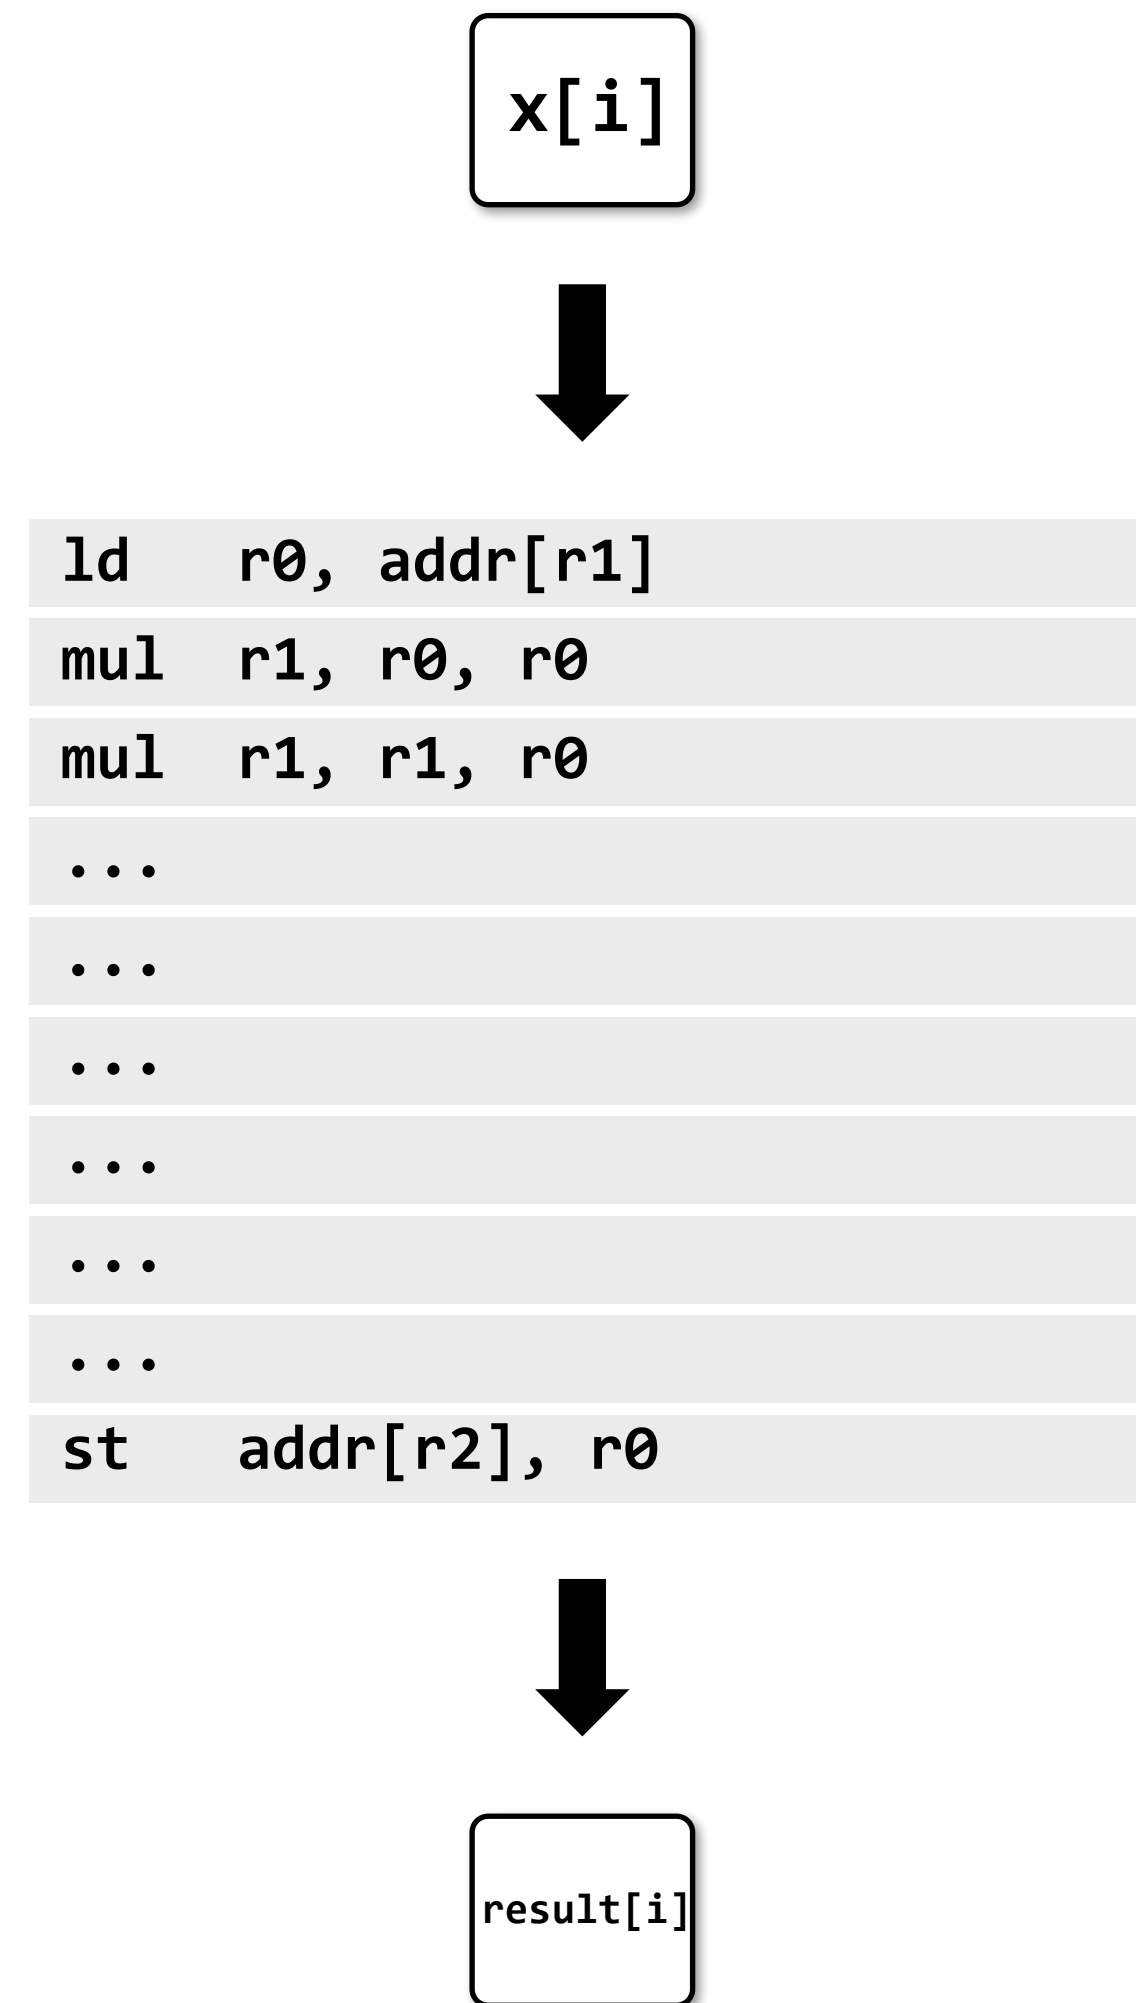 x[i]
ld r0, addr[r1]
mul r1, r0, r0
mul r1, r1, r0
...
...
...
...
...
...
st addr[r2], r0
result[i]